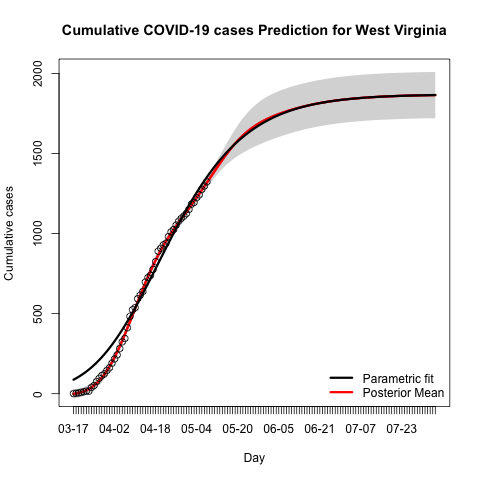 Cumulative COVID-19 cases Prediction for West Virginia
2000
1500
1000
500
0
Cumulative cases
Parametric fit
Posterior Mean
03-17 04-02 04-18 05-04 05-20 06-05 06-21 07-07 07-23
Day